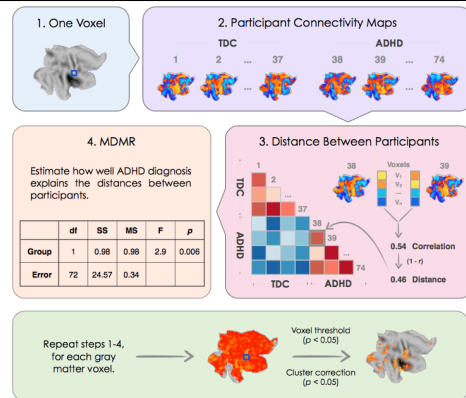 1. One Voxel
2. Participant Connectivity Maps
TDC
ADHD
1 2 ... 37 38 39 ... 74
4. MDMR
Estimate how well ADHD diagnosis
explains the distances between
participants.
df SS MS F p
Group 1 0.98 0.98 2.9 0.006
Error 72 24.57 0.34
3. Distance Between Participants
1
2
...
37
38
39
...
74
TDC
ADHD
TDC ADHD
38 Voxels 39
V₁
V₂
...
Vₙ
0.54 Correlation
(1 - r)
0.46 Distance
Repeat steps 1-4,
for each gray
matter voxel.
Voxel threshold
(p < 0.05)
Cluster correction
(p < 0.05)